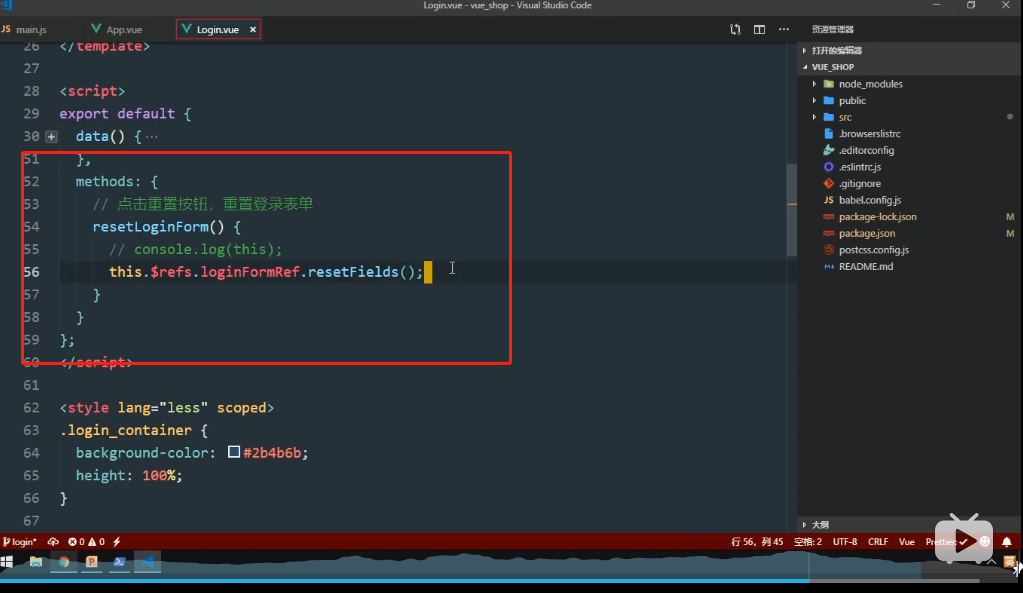 Login.vue - vue_shop - Visual Studio Code
JS main.js
App.vue
Login.vue ×
26 </template>
27
28 <script>
29 export default {
30 data() { ···
51 },
52 methods: {
53 // 点击重置按钮，重置登录表单
54 resetLoginForm() {
55 // console.log(this);
56 this.$refs.loginFormRef.resetFields();
57 }
58 }
59 };
60 </script>
61
62 <style lang="less" scoped>
63 .login_container {
64 background-color: #2b4b6b;
65 height: 100%;
66 }
67
资源管理器
打开的编辑器
VUE_SHOP
node_modules
public
src
.browserslistrc
.editorconfig
.eslintrc.js
.gitignore
JS babel.config.js
package-lock.json M
package.json M
postcss.config.js
README.md
大纲
login* 0 0
行 56，列 45 空格: 2 UTF-8 CRLF Vue Prettier